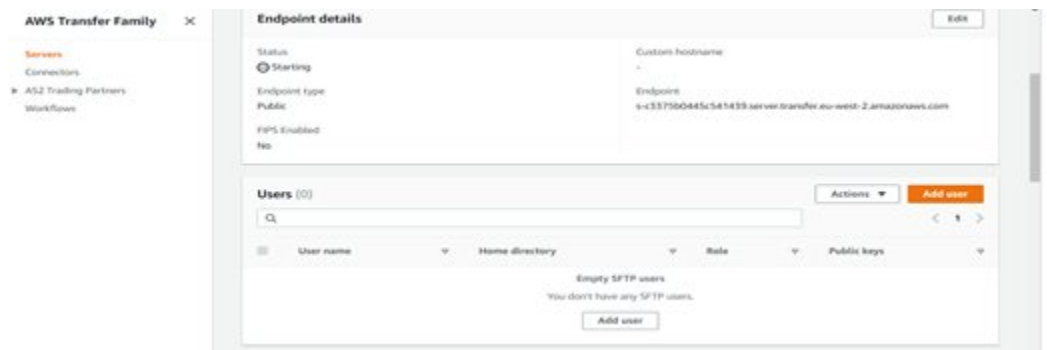 AWS Transfer Family
Servers
Connectors
AS2 Trading Partners
Workflows
Endpoint details
Edit
Status
Starting
Custom hostname
-
Endpoint type
Public
Endpoint
s-c3375b0445c541439.server.transfer.eu-west-2.amazonaws.com
FIPS Enabled
No
Users (0)
Actions
Add user
1
User name
Home directory
Role
Public keys
Empty SFTP users
You don't have any SFTP users.
Add user